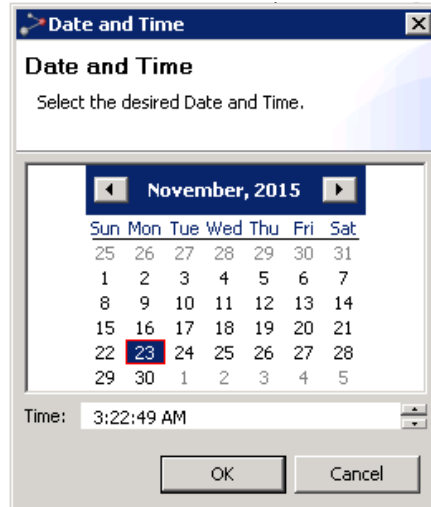 Date and Time
Date and Time
Select the desired Date and Time.
November, 2015
Sun Mon Tue Wed Thu Fri Sat
25 26 27 28 29 30 31
1 2 3 4 5 6 7
8 9 10 11 12 13 14
15 16 17 18 19 20 21
22 23 24 25 26 27 28
29 30 1 2 3 4 5
Time: 3:22:49 AM
OK Cancel